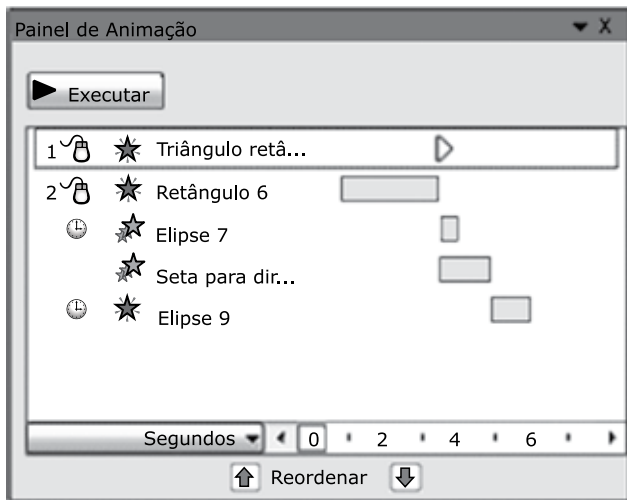 Painel de Animação X
Executar
1 Triângulo retâ...
2 Retângulo 6
Elipse 7
Seta para dir...
Elipse 9
Segundos 0 2 4 6
Reordenar